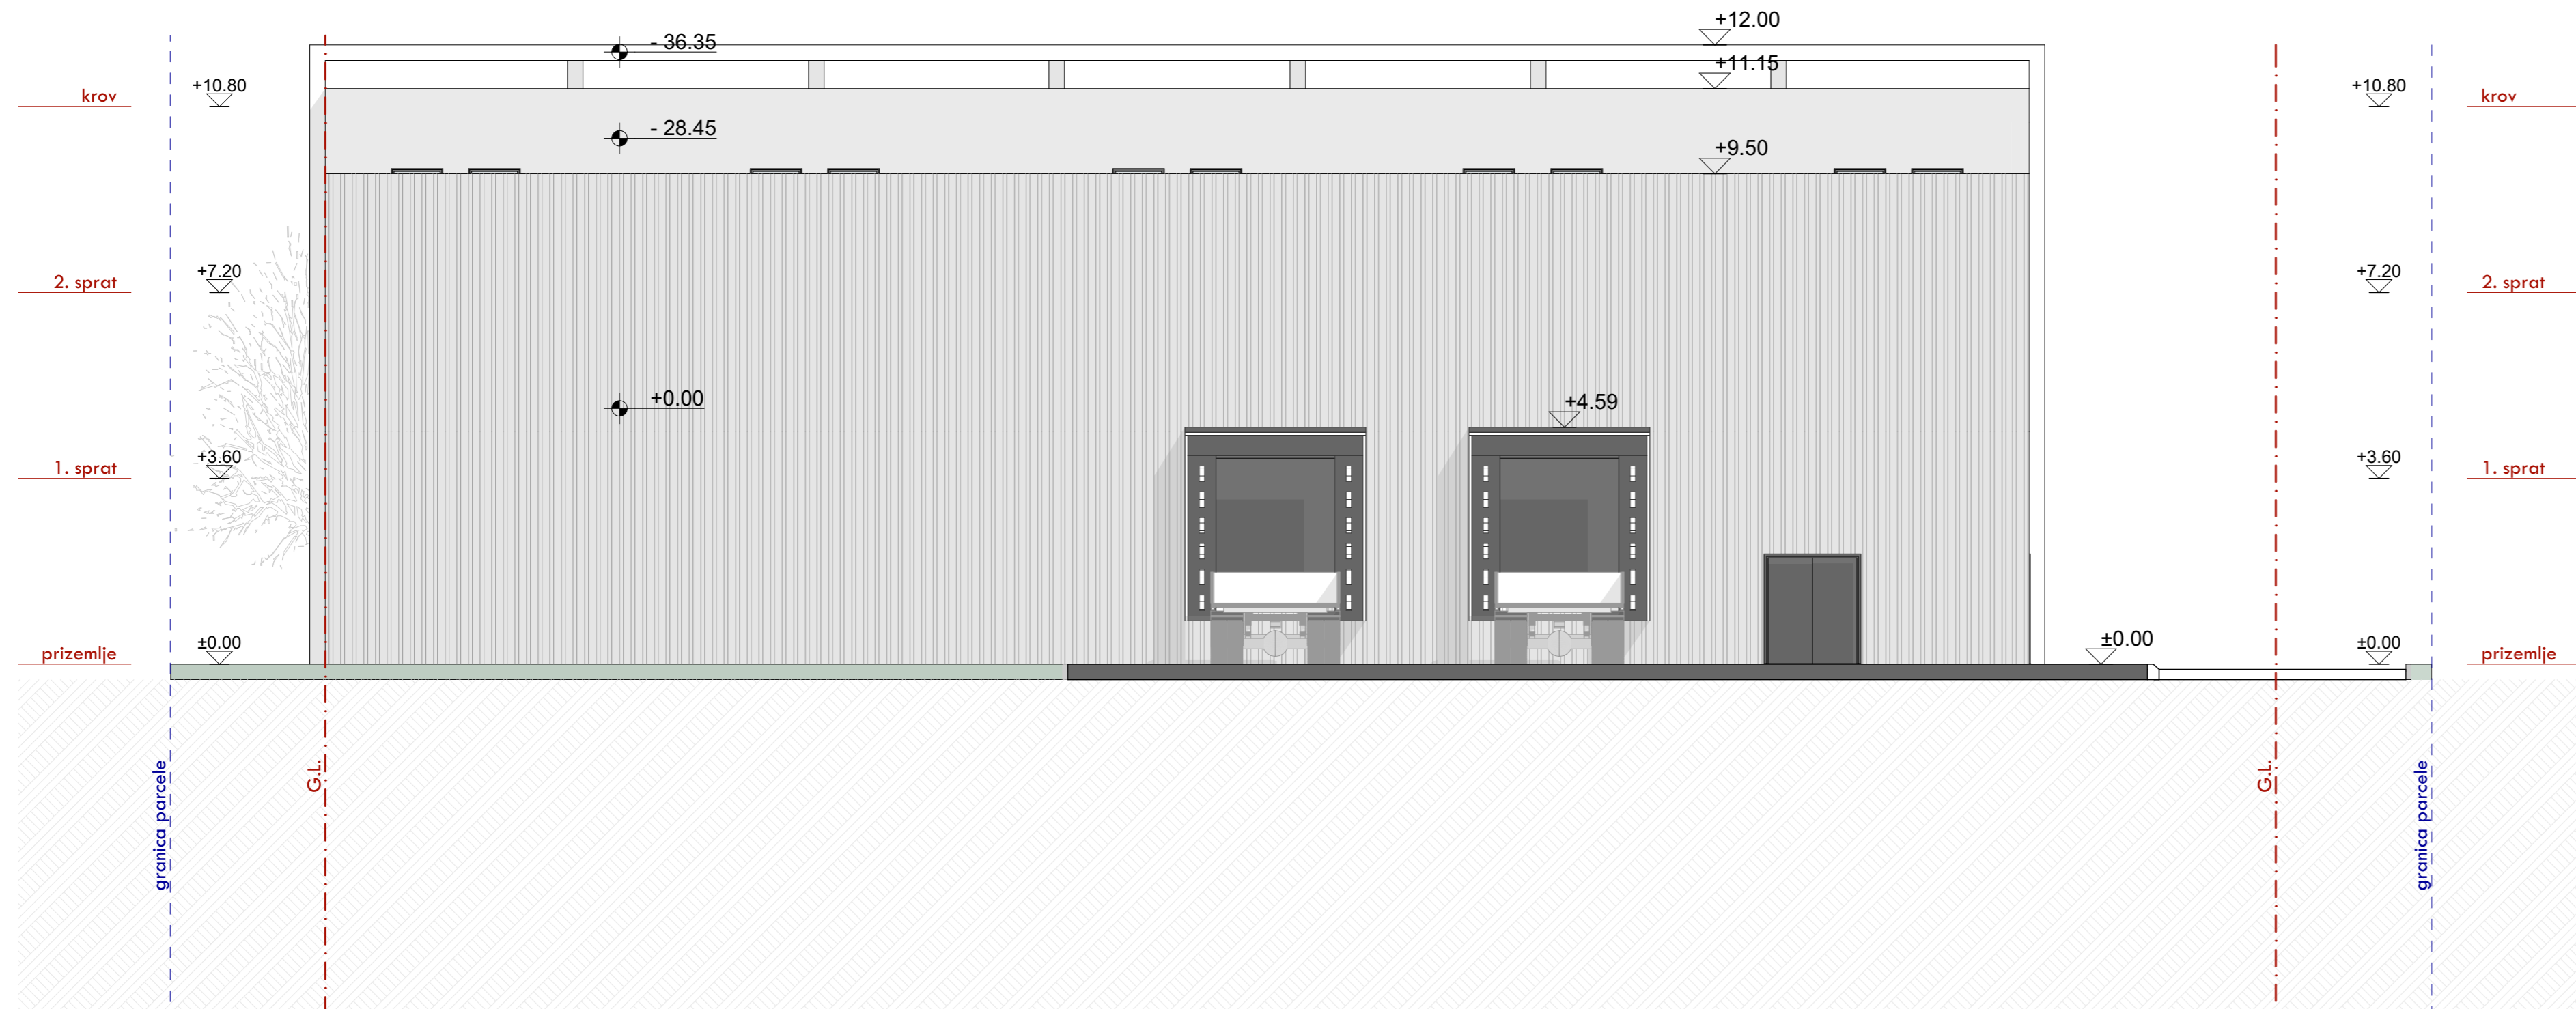 +12.00
- 36.35
+11.15
krov
+10.80
+10.80
krov
- 28.45
+9.50
2. sprat
+7.20
+7.20
2. sprat
+0.00
+4.59
1. sprat
+3.60
+3.60
1. sprat
prizemlje
±0.00
±0.00
±0.00
prizemlje
granica parcele
G.L.
G.L.
granica parcele